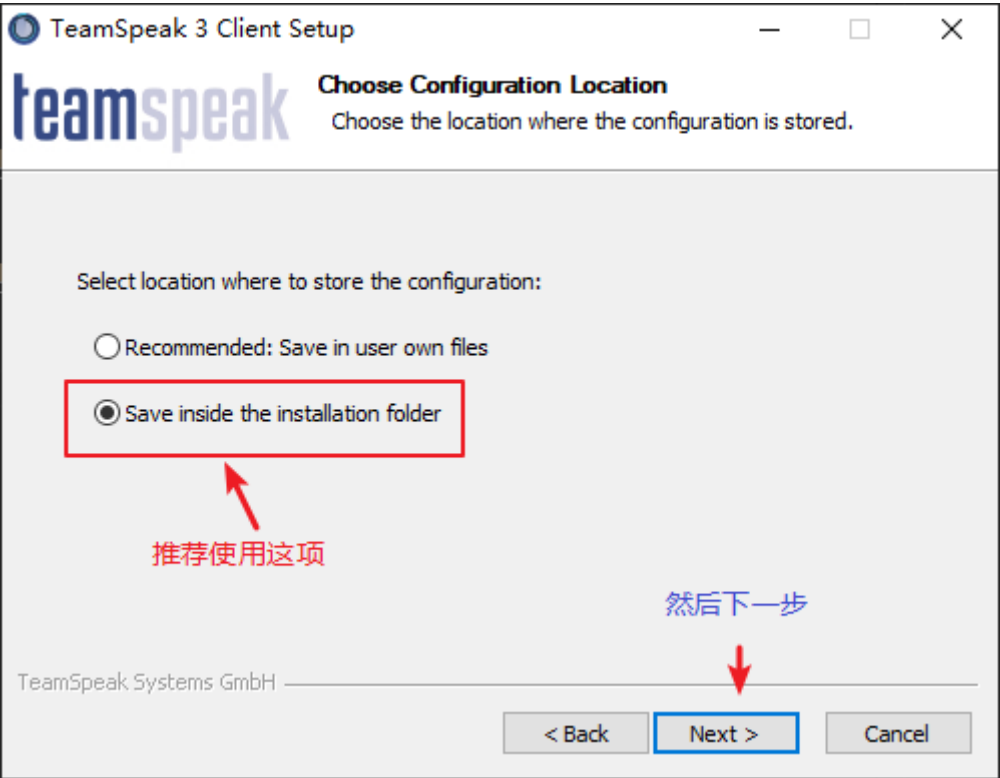 TeamSpeak 3 Client Setup
teamspeak
Choose Configuration Location
Choose the location where the configuration is stored.
Select location where to store the configuration:
Recommended: Save in user own files
Save inside the installation folder
推荐使用这项
然后下一步
TeamSpeak Systems GmbH
< Back
Next >
Cancel